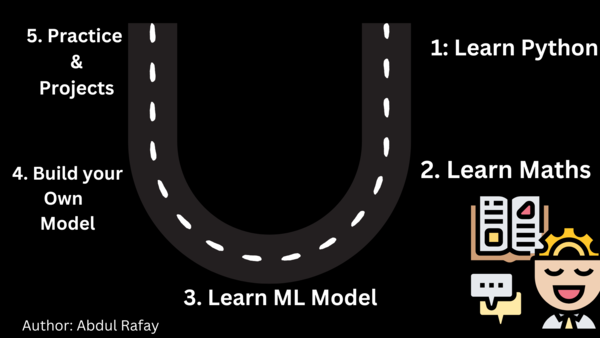 1: Learn Python
2. Learn Maths
3. Learn ML Model
4. Build your
Own
Model
5. Practice
&
Projects
Author: Abdul Rafay